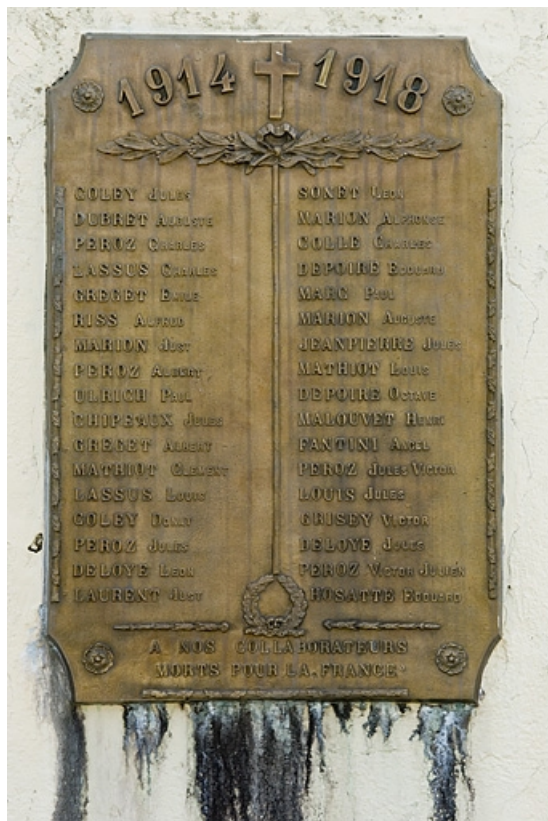 1914 1918
COLEY JULES
DUBRET AUGUSTE
PEROZ CHARLES
LASSUS CHARLES
GREGET EMILE
RISS ALFRED
MARION JUST
PEROZ ALBERT
ULRICH PAUL
CHIPEAUX JULES
GREGET ALBERT
MATHIOT CLEMENT
LASSUS LOUIS
COLEY DONAT
PEROZ JULES
DELOYE LEON
LAURENT JUST
SONET LEON
MARION ALPHONSE
COLLE CHARLES
DEPOIRE EDOUARD
MARC PAUL
MARION AUGUSTE
JEANPIERRE JULES
MATHIOT LOUIS
DEPOIRE OCTAVE
MALOUVET HENRI
FANTINI ANGEL
PEROZ JULES VICTOR
LOUIS JULES
GRISEY VICTOR
DELOYE JULES
PEROZ VICTOR JULIEN
BOSATTE EDOUARD
A NOS COLLABORATEURS
MORTS POUR LA FRANCE